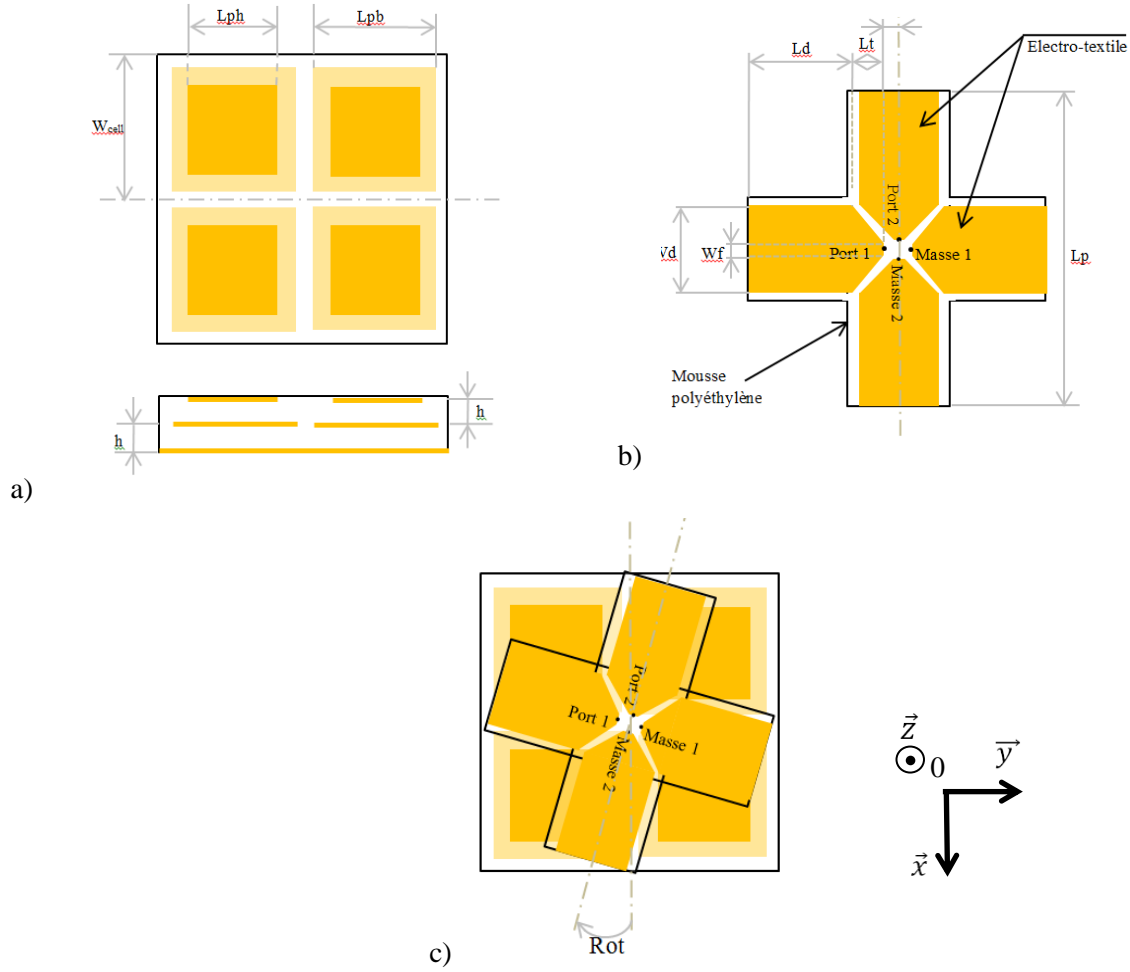 Lph
Lpb
Wcell
h
h
a)
Lt
Ld
Electro-textile
Port 2
Wf
Port 1
Masse 1
Lp
Masse 2
Mousse
polyéthylène
b)
Port 2
Port 1
Masse 1
Masse 2
Rot
c)
z⃗
0
y⃗
x⃗